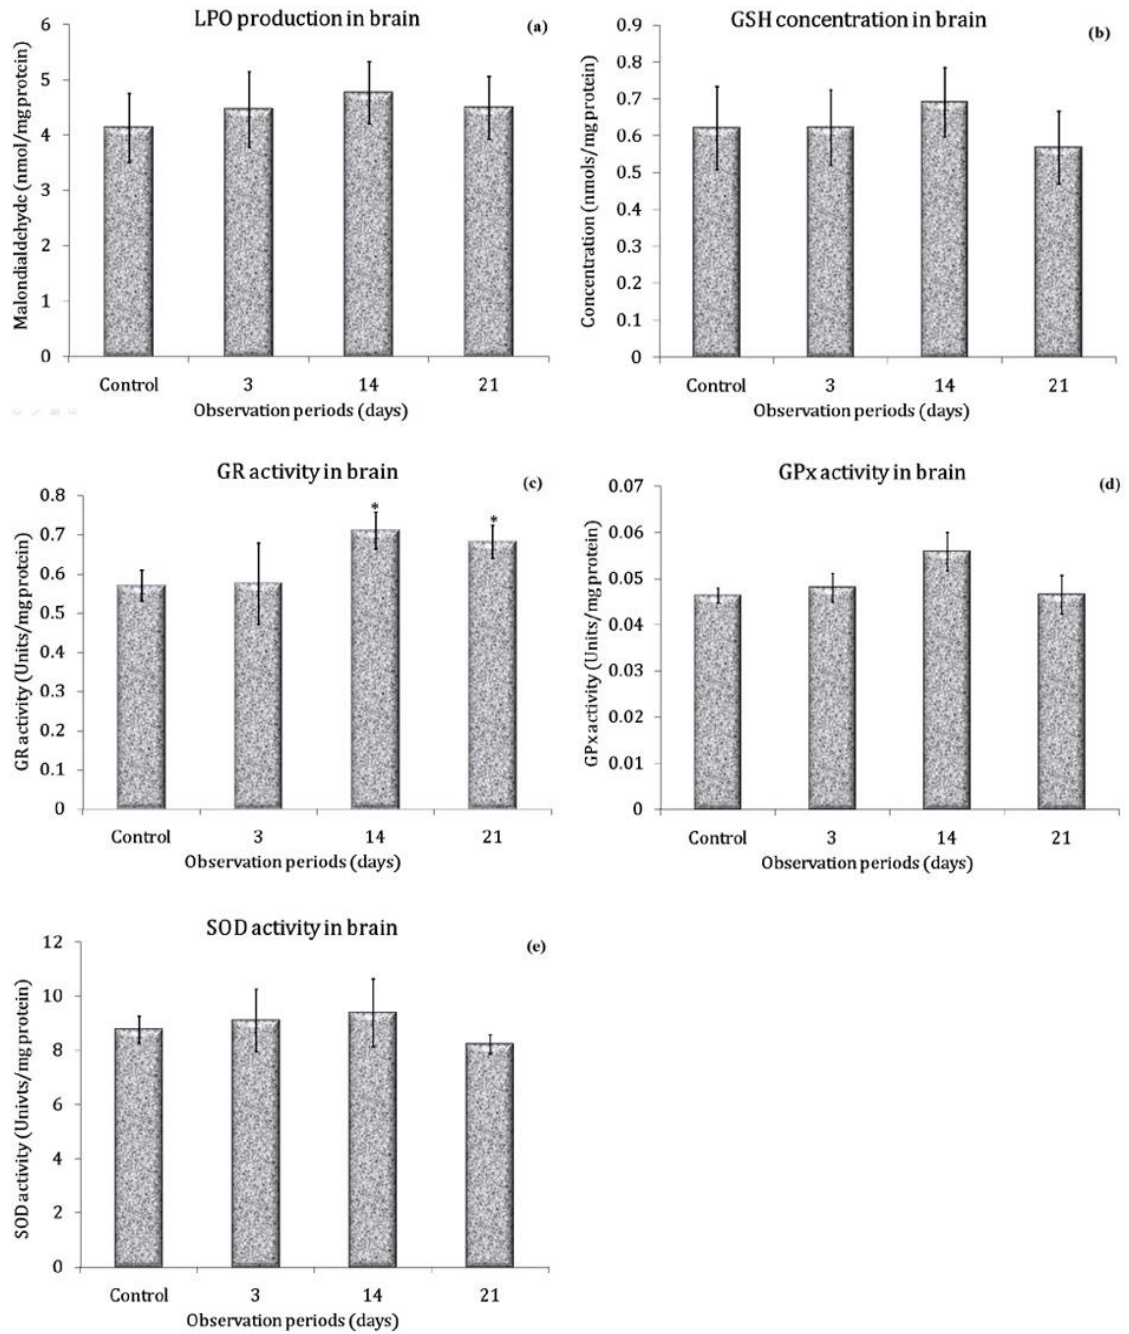 LPO production in brain
(a)
Malondialdchydc (nmol/mg protcin)
6
5
4
3
2
1
0
Control 3 14 21
Observation periods (days)
GSH concentration in brain
(b)
Concentration (nmols/mg protein)
0.9
0.8
0.7
0.6
0.5
0.4
0.3
0.2
0.1
0
Control 3 14 21
Observation periods (days)
GR activity in brain
(c)
GR activity (Units/mg protein)
0.8
0.7
0.6
0.5
0.4
0.3
0.2
0.1
0
* *
Control 3 14 21
Observation periods (days)
GPx activity in brain
(d)
GPx activity (Units/mg protein)
0.07
0.06
0.05
0.04
0.03
0.02
0.01
0
Control 3 14 21
Observation periods (days)
SOD activity in brain
(e)
SOD activity (Univts/mg protein)
12
10
8
6
4
2
0
Control 3 14 21
Observation periods (days)